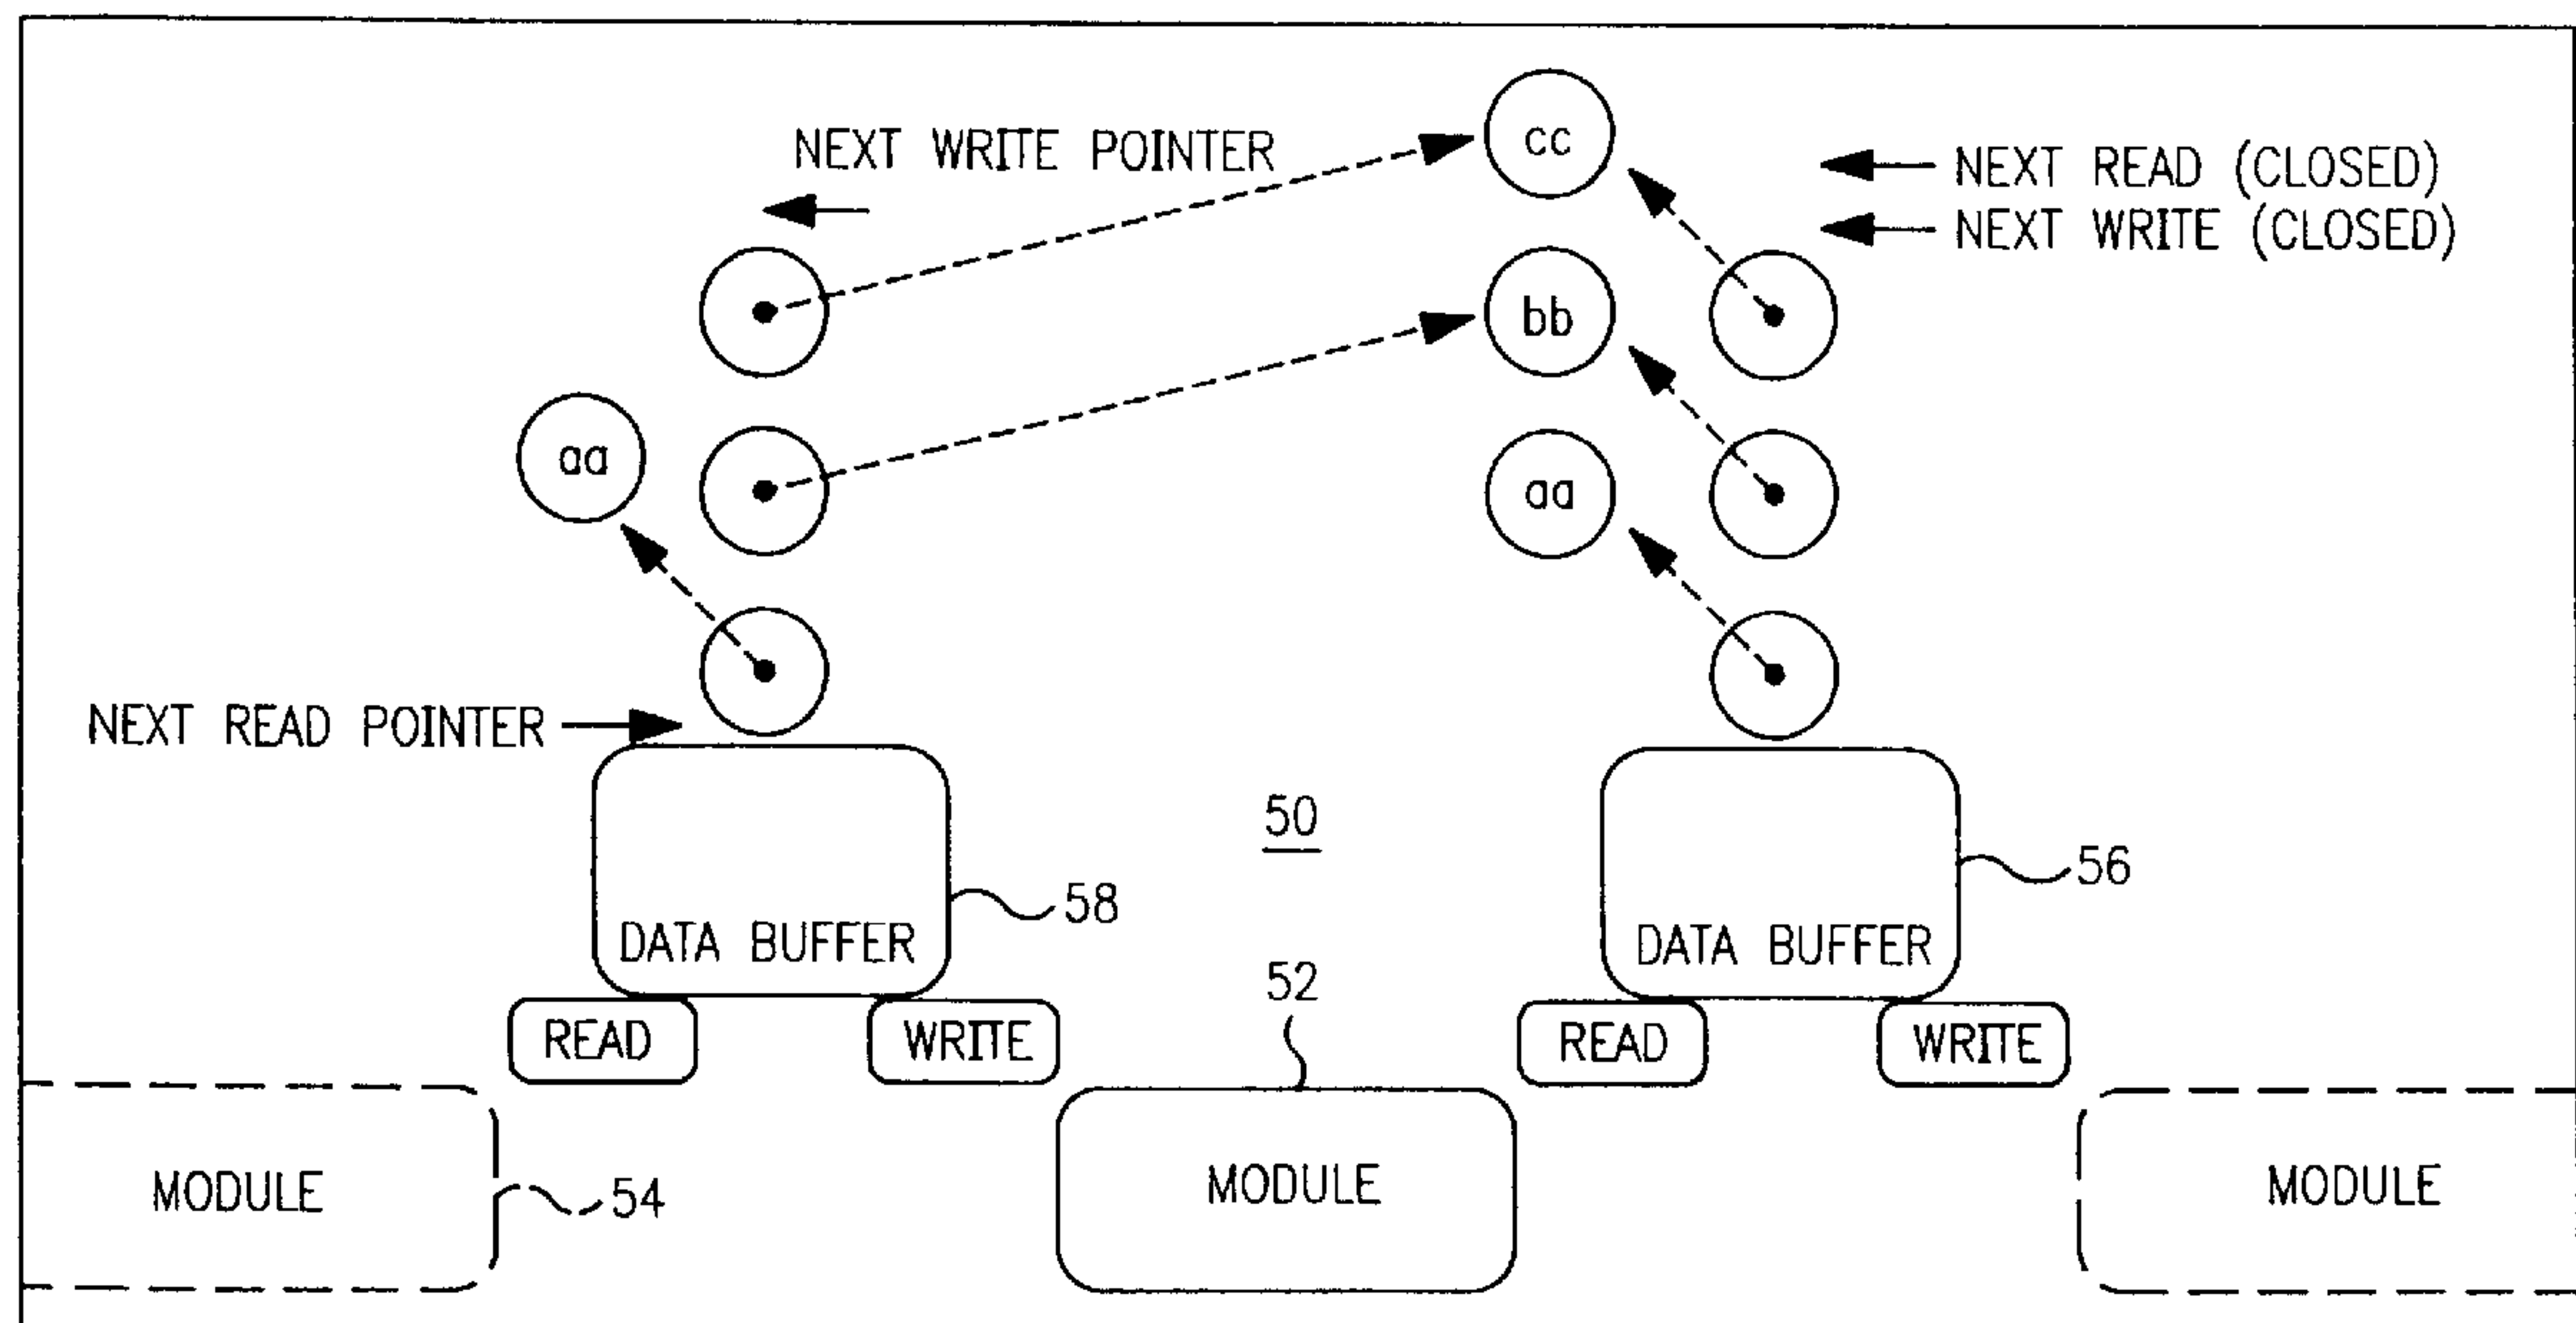 cc
NEXT WRITE POINTER
NEXT READ (CLOSED)
NEXT WRITE (CLOSED)
bb
aa
aa
NEXT READ POINTER
50
56
58
DATA BUFFER
DATA BUFFER
52
READ
WRITE
READ
WRITE
MODULE
54
MODULE
MODULE